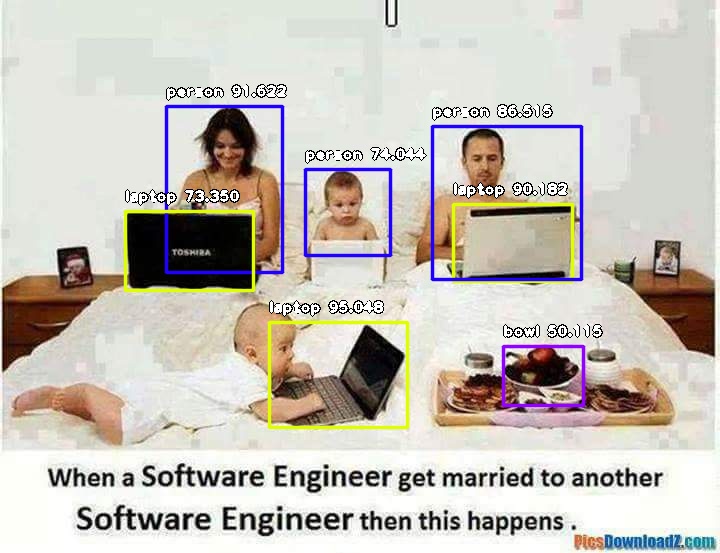 person 91.622
person 86.515
person 74.044
laptop 73.350
laptop 90.182
TOSHIBA
laptop 95.048
bowl 50.115
When a Software Engineer get married to another
Software Engineer then this happens .
PicsDownloadZ.com